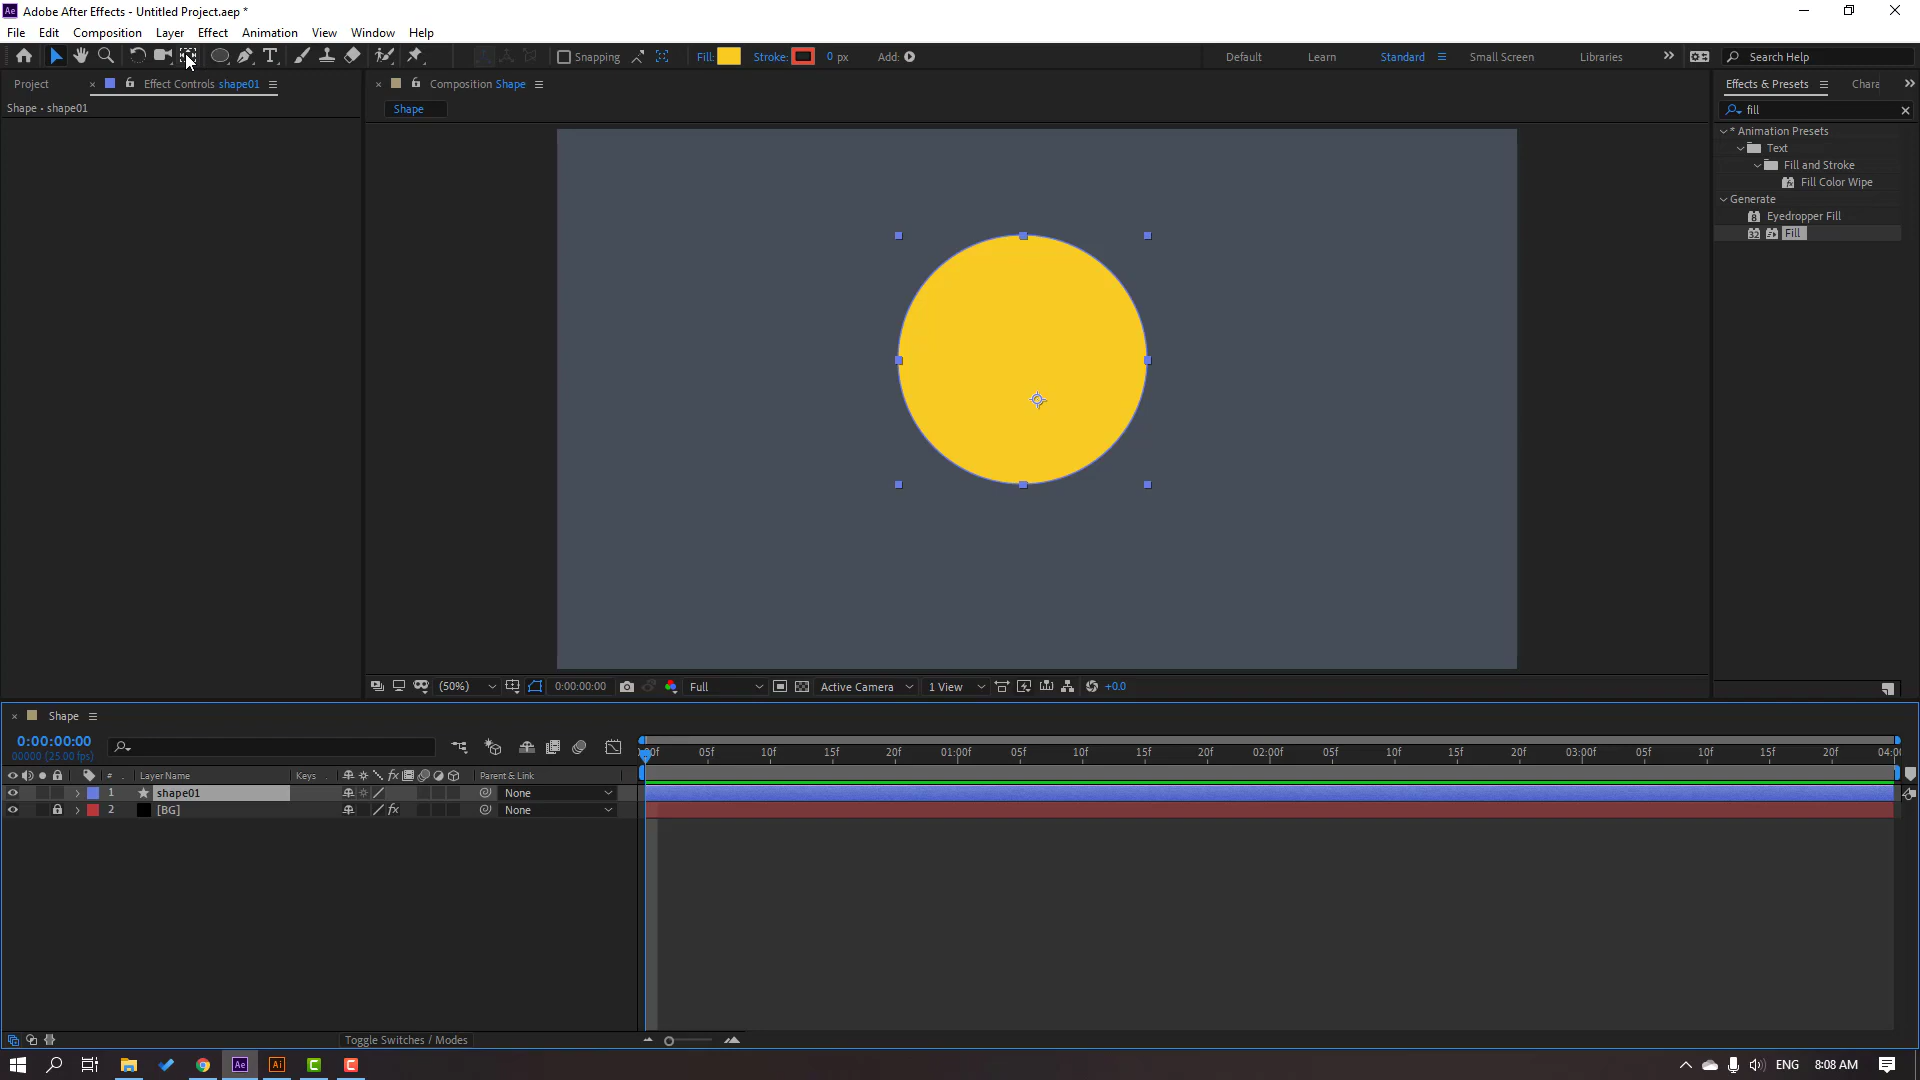 Ae Adobe After Effects - Untitled Project.aep *
File Edit Composition Layer Effect Animation View Window Help
Snapping Fill: Stroke: 0 px Add: Default Learn Standard Small Screen Libraries Search Help
Project Effect Controls shape01 Composition Shape Effects & Presets Chara
Shape • shape01 Shape fill
* Animation Presets
Text
Fill and Stroke
Fill Color Wipe
Generate
Eyedropper Fill
Fill
(50%) 0:00:00:00 Full Active Camera 1 View +0.0
Shape
0:00:00:00
00000 (25.00 fps)
05f 10f 15f 20f 01:00f 05f 10f 15f 20f 02:00f 05f 10f 15f 20f 03:00f 05f 10f 15f 20f 04:0
# Layer Name Keys fx Parent & Link
1 shape01 None
2 [BG] fx None
Toggle Switches / Modes
Ae Ai C C ENG 8:08 AM